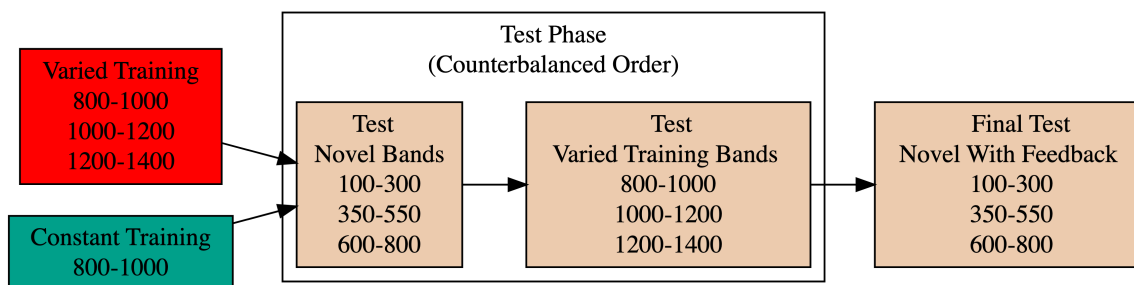 Varied Training
800-1000
1000-1200
1200-1400
Constant Training
800-1000
Test Phase
(Counterbalanced Order)
Test
Novel Bands
100-300
350-550
600-800
Test
Varied Training Bands
800-1000
1000-1200
1200-1400
Final Test
Novel With Feedback
100-300
350-550
600-800